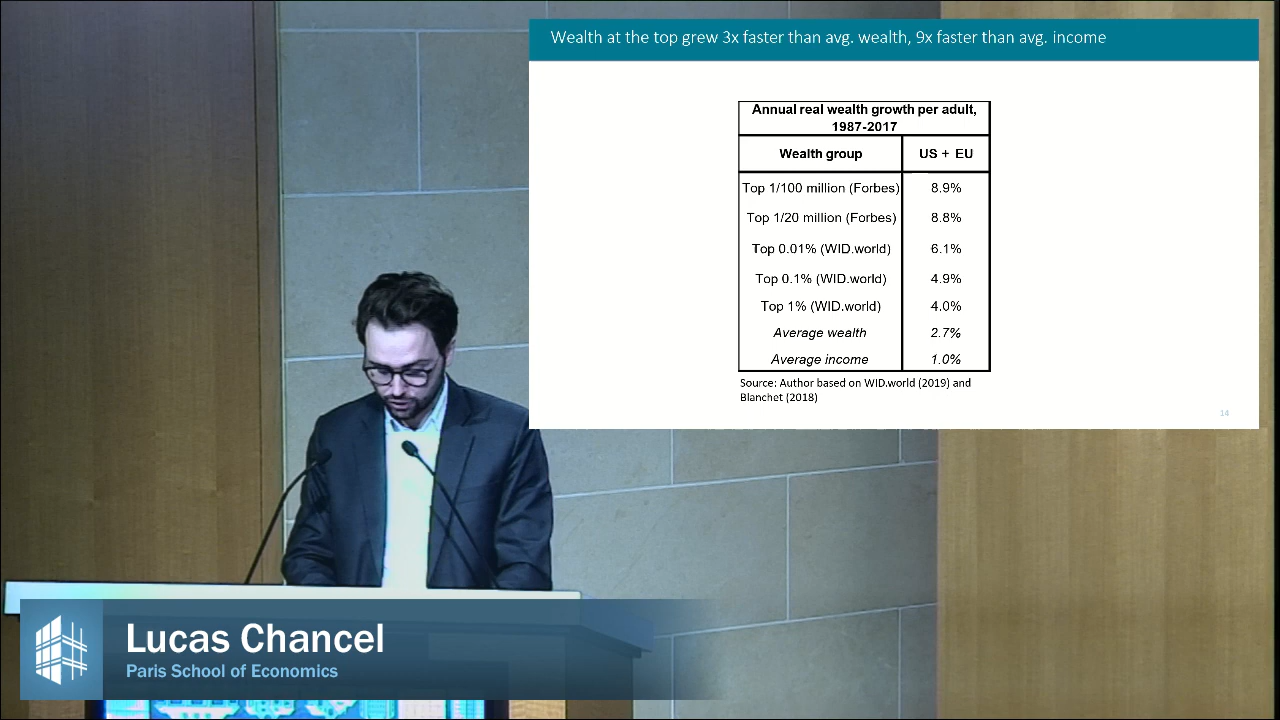 Wealth at the top grew 3x faster than avg. wealth, 9x faster than avg. income
Annual real wealth growth per adult,
1987-2017
Wealth group US + EU
Top 1/100 million (Forbes) 8.9%
Top 1/20 million (Forbes) 8.8%
Top 0.01% (WID.world) 6.1%
Top 0.1% (WID.world) 4.9%
Top 1% (WID.world) 4.0%
Average wealth 2.7%
Average income 1.0%
Source: Author based on WID.world (2019) and
Blanchet (2018)
14
Lucas Chancel
Paris School of Economics